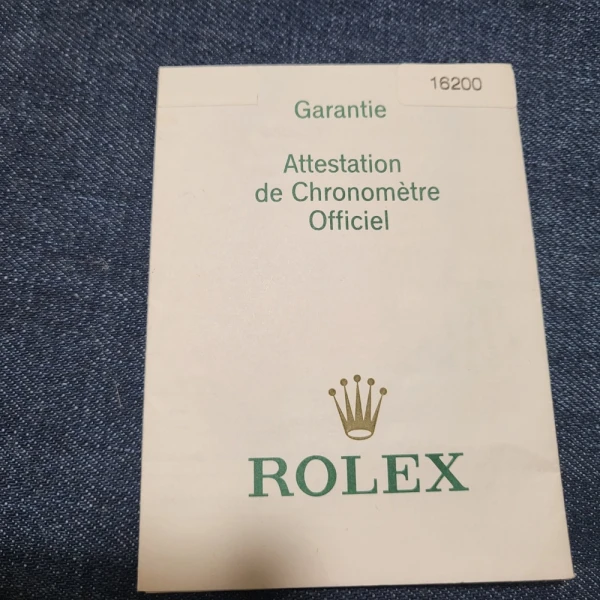 16200
Garantie
Attestation
de Chronomètre
Officiel
ROLEX